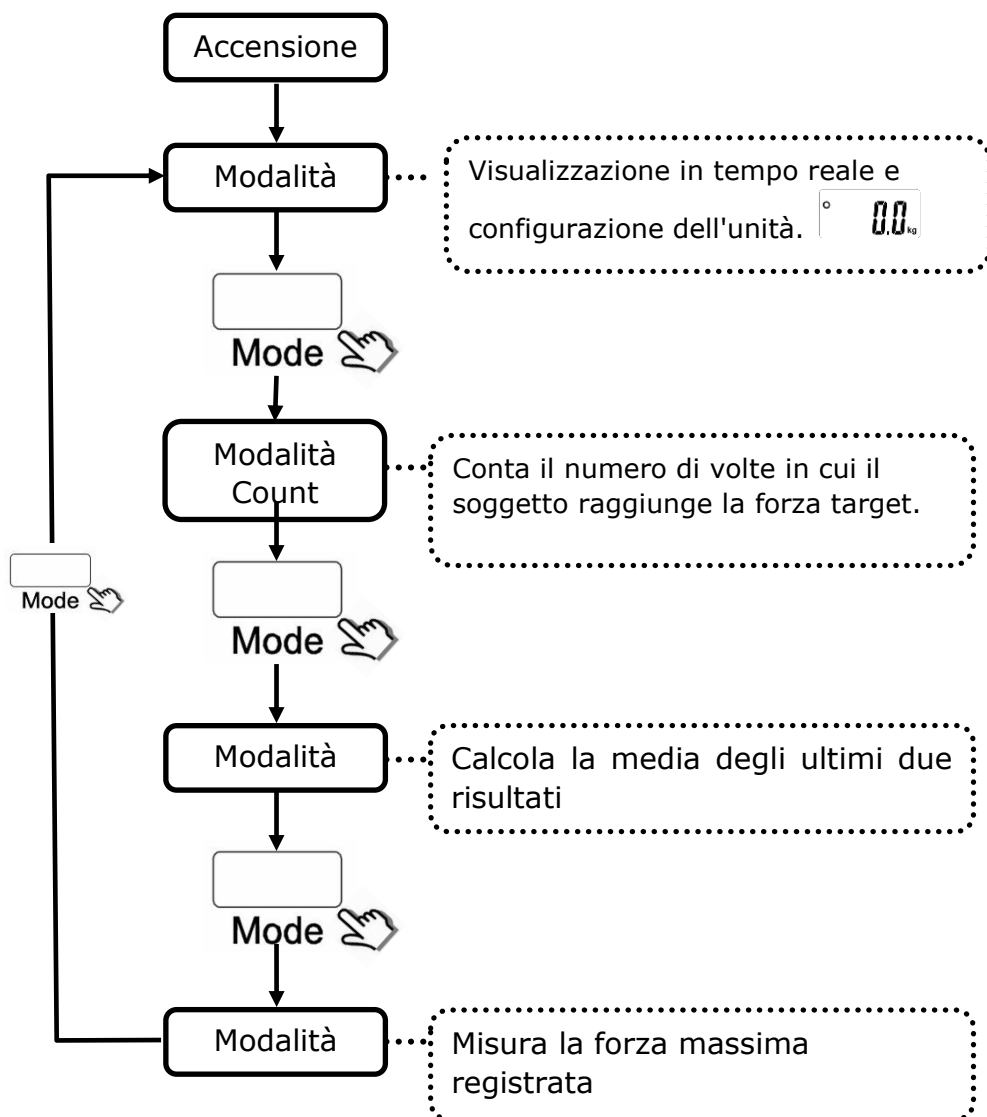 Accensione
Modalità
Visualizzazione in tempo reale e
configurazione dell'unità.
0.0 kg
Mode
Modalità
Count
Conta il numero di volte in cui il
soggetto raggiunge la forza target.
Mode
Mode
Modalità
Calcola la media degli ultimi due
risultati
Mode
Modalità
Misura la forza massima
registrata